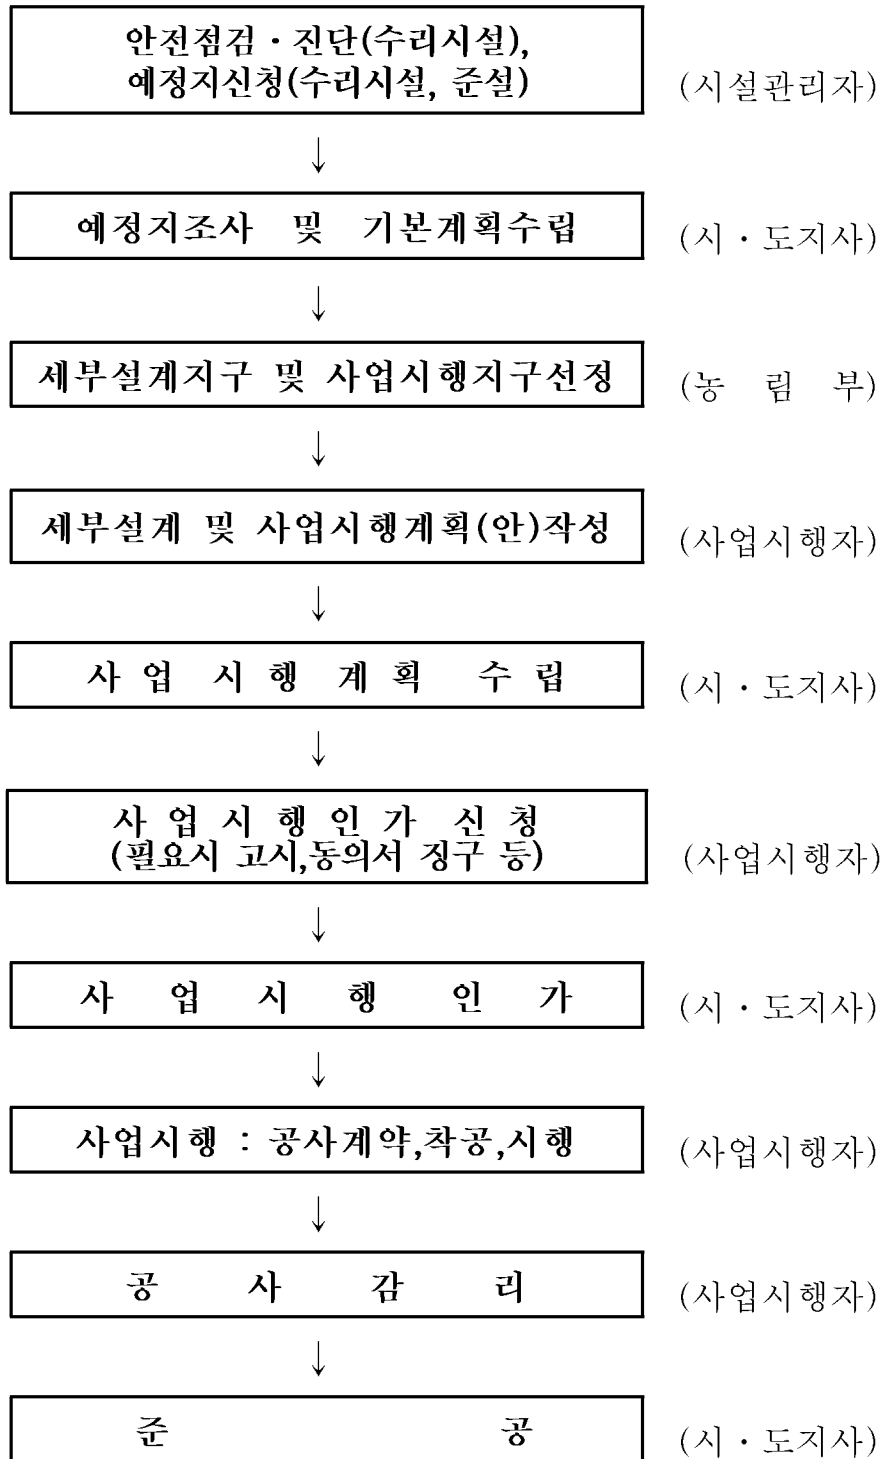 안전점검・진단(수리시설),
예정지신청(수리시설, 준설)
(시설관리자)
↓
예정지조사 및 기본계획수립
(시・도지사)
↓
세부설계지구 및 사업시행지구선정
(농 림 부)
↓
세부설계 및 사업시행계획(안)작성
(사업시행자)
↓
사 업 시 행 계 획 수 립
(시・도지사)
↓
사 업 시 행 인 가 신 청
(필요시 고시,동의서 징구 등)
(사업시행자)
↓
사 업 시 행 인 가
(시・도지사)
↓
사업시행 : 공사계약,착공,시행
(사업시행자)
↓
공 사 감 리
(사업시행자)
↓
준 공
(시・도지사)